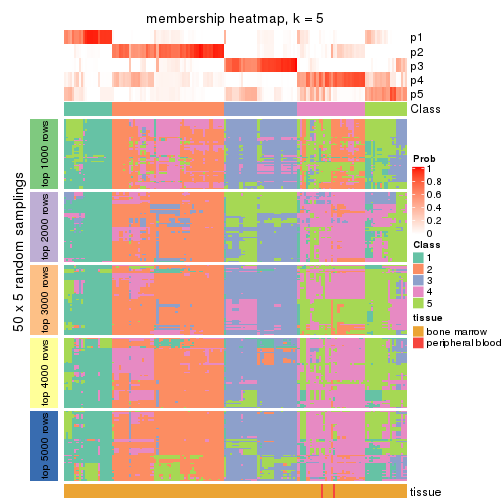 membership heatmap, k = 5
p1
p2
p3
p4
p5
Class
50 x 5 random samplings
top 1000 rows
top 2000 rows
top 3000 rows
top 4000 rows
top 5000 rows
tissue
Prob
1
0.8
0.6
0.4
0.2
0
Class
1
2
3
4
5
tissue
bone marrow
peripheral blood